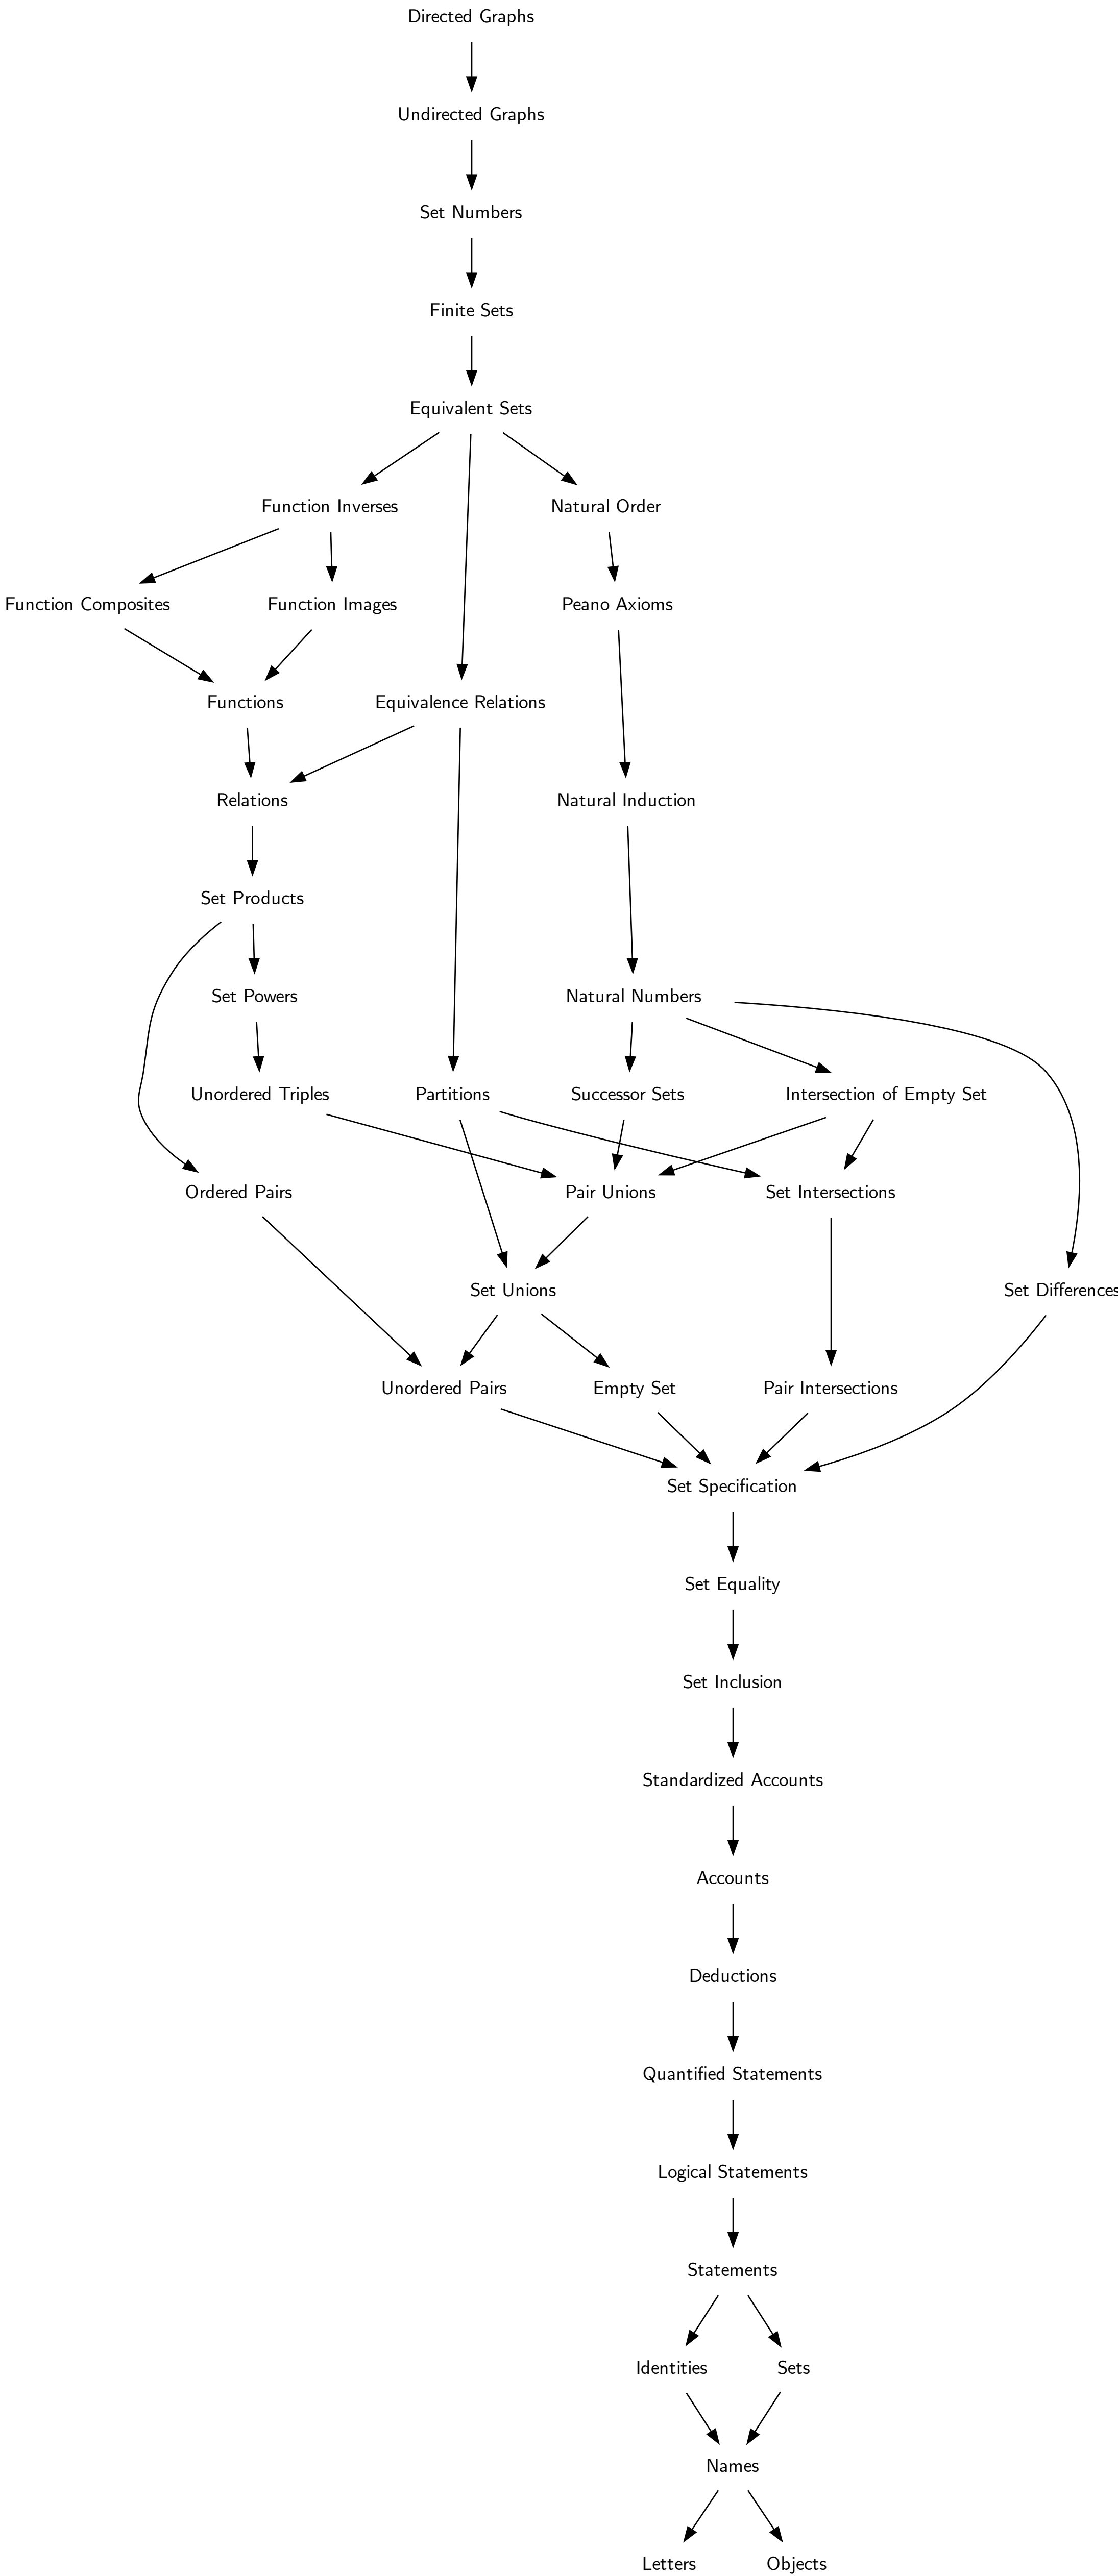 Directed Graphs
Undirected Graphs
Set Numbers
Finite Sets
Equivalent Sets
Function Inverses
Natural Order
Function Composites
Function Images
Peano Axioms
Functions
Equivalence Relations
Relations
Natural Induction
Set Products
Set Powers
Natural Numbers
Unordered Triples
Partitions
Successor Sets
Intersection of Empty Set
Ordered Pairs
Pair Unions
Set Intersections
Set Unions
Set Differences
Unordered Pairs
Empty Set
Pair Intersections
Set Specification
Set Equality
Set Inclusion
Standardized Accounts
Accounts
Deductions
Quantified Statements
Logical Statements
Statements
Identities
Sets
Names
Letters
Objects